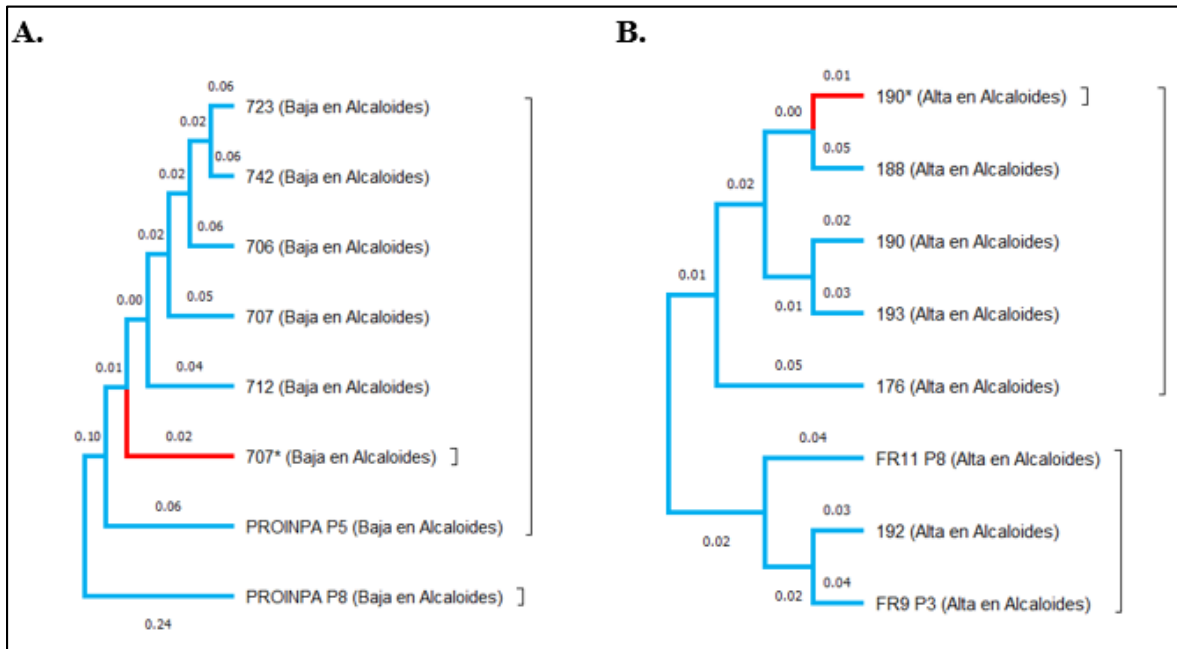 A.
0.06
723 (Baja en Alcaloides)
0.02
0.06
742 (Baja en Alcaloides)
0.02
0.06
706 (Baja en Alcaloides)
0.00
0.05
707 (Baja en Alcaloides)
0.01
0.04
712 (Baja en Alcaloides)
0.10
0.02
707* (Baja en Alcaloides)
0.06
PROINPA P5 (Baja en Alcaloides)
PROINPA P8 (Baja en Alcaloides)
0.24
B.
0.01
190* (Alta en Alcaloides)
0.00
0.05
188 (Alta en Alcaloides)
0.02
0.02
190 (Alta en Alcaloides)
0.01
0.01
0.03
193 (Alta en Alcaloides)
0.05
176 (Alta en Alcaloides)
0.04
FR11 P8 (Alta en Alcaloides)
0.02
0.03
192 (Alta en Alcaloides)
0.02
0.04
FR9 P3 (Alta en Alcaloides)